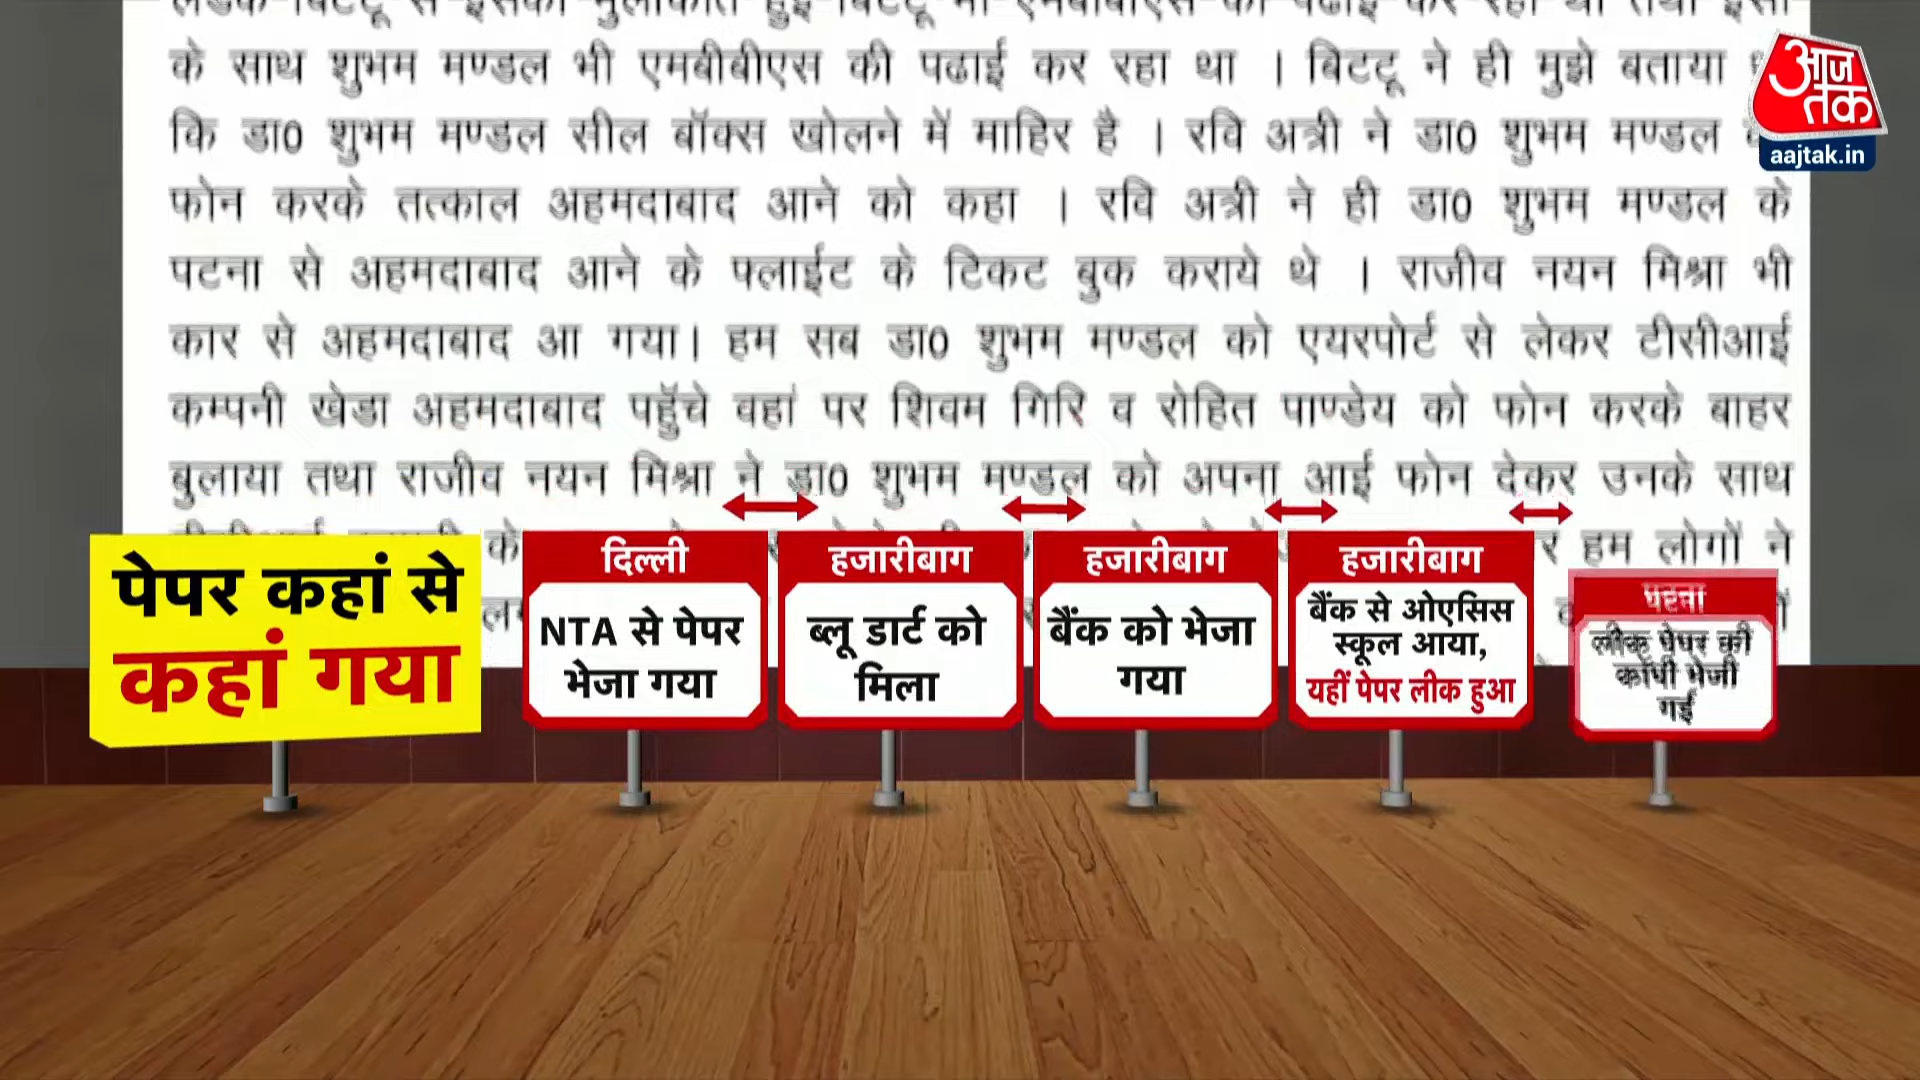 के साथ शुभम मण्डल भी एमबीबीएस की पढाई कर रहा था । बिटटू ने ही मुझे बताया
कि डा0 शुभम मण्डल सील बॉक्स खोलने में माहिर है । रवि अत्री ने डा0 शुभम मण्डल
फोन करके तत्काल अहमदाबाद आने को कहा । रवि अत्री ने ही डा0 शुभम मण्डल के
पटना से अहमदाबाद आने के फ्लाईट के टिकट बुक कराये थे । राजीव नयन मिश्रा भी
कार से अहमदाबाद आ गया। हम सब डा0 शुभम मण्डल को एयरपोर्ट से लेकर टीसीआई
कम्पनी खेडा अहमदाबाद पहुॅचे वहां पर शिवम गिरि व रोहित पाण्डेय को फोन करके बाहर
बुलाया तथा राजीव नयन मिश्रा ने डा0 शुभम मण्डल को अपना आई फोन देकर उनके साथ
हम लोगों ने
आज
तक
aajtak.in
पेपर कहां से
कहां गया
दिल्ली
NTA से पेपर
भेजा गया
हजारीबाग
ब्लू डार्ट को
मिला
हजारीबाग
बैंक को भेजा
गया
हजारीबाग
बैंक से ओएसिस
स्कूल आया,
यहीं पेपर लीक हुआ
पटना
लीक पेपर की
कॉपी भेजी
गई